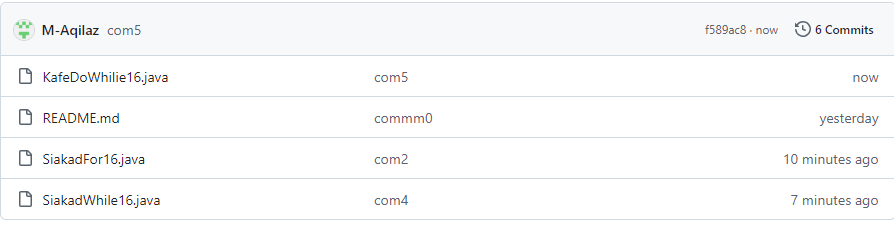 M-Aqilaz com5 f589ac8 · now 6 Commits
KafeDoWhilie16.java com5 now
README.md commm0 yesterday
SiakadFor16.java com2 10 minutes ago
SiakadWhile16.java com4 7 minutes ago